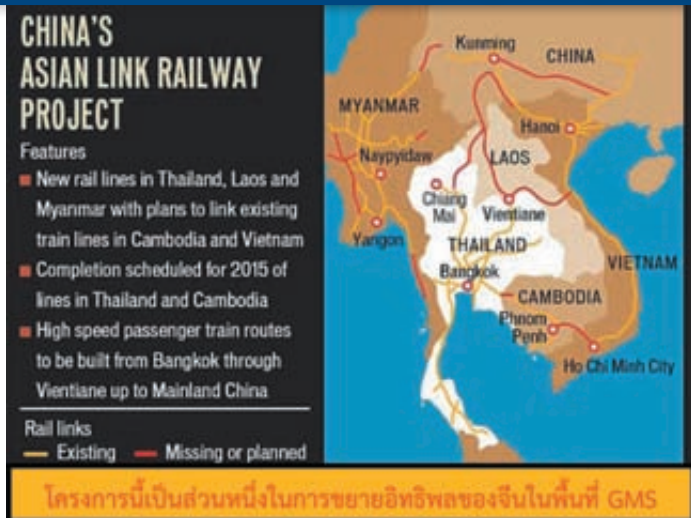 CHINA'S
ASIAN LINK RAILWAY
PROJECT
Features
New rail lines in Thailand, Laos and
Myanmar with plans to link existing
train lines in Cambodia and Vietnam
Completion scheduled for 2015 of
lines in Thailand and Cambodia
High speed passenger train routes
to be built from Bangkok through
Vientiane up to Mainland China
Rail links
Existing
Missing or planned
Kunming
CHINA
MYANMAR
Hanoi
Naypyidaw
LAOS
Chiang
Mai
Vientiane
Yangon
THAILAND
VIETNAM
Bangkok
CAMBODIA
Phnom
Penh
Ho Chi Minh City
โครงการนี้เป็นส่วนหนึ่งในการขยายอิทธิพลของจีนในพื้นที่ GMS